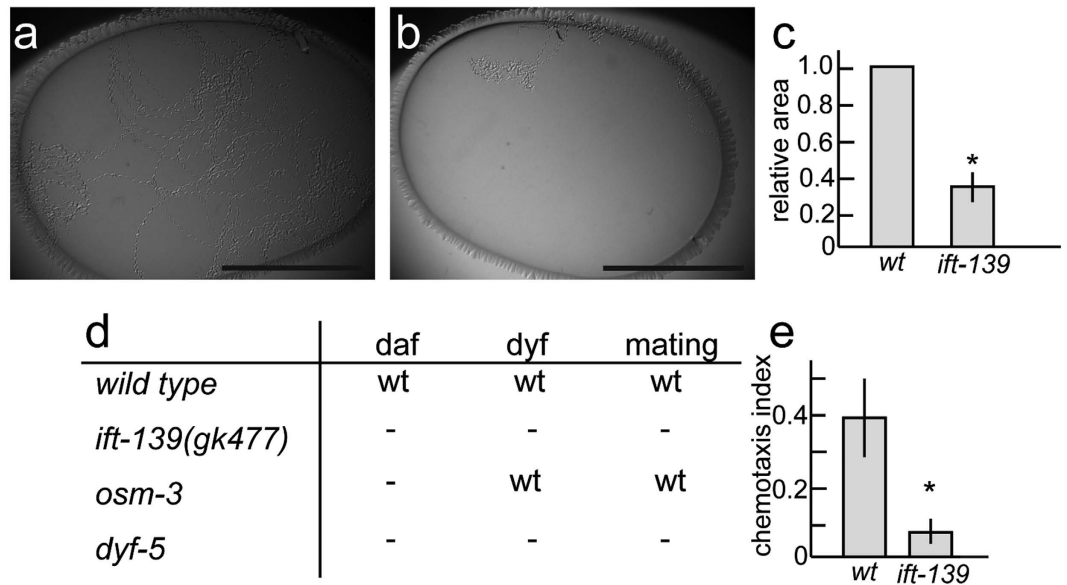 a
b
c
relative area
1.0
0.8
0.6
0.4
0.2
0
*
wt ift-139
d
daf dyf mating
wild type wt wt wt
ift-139(gk477) - - -
osm-3 - wt wt
dyf-5 - - -
e
chemotaxis index
0.4
0.2
0
*
wt ift-139